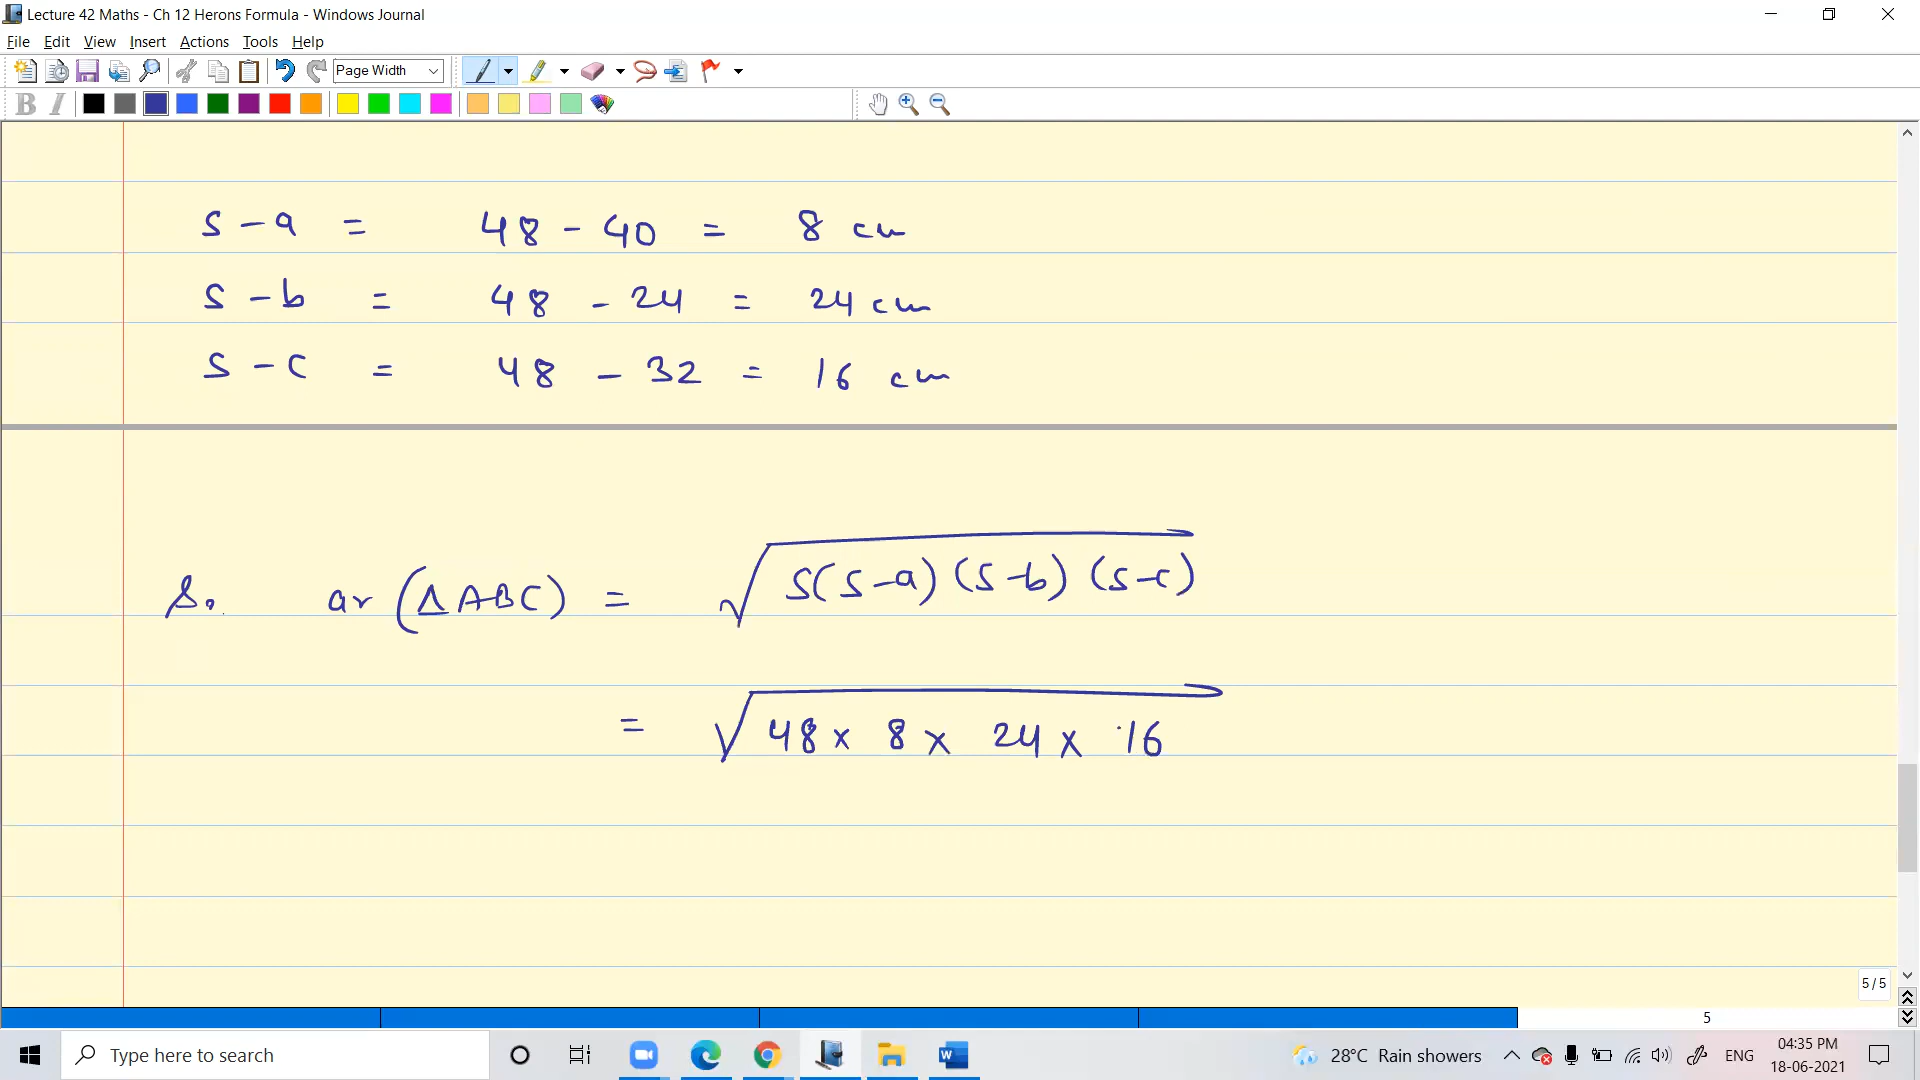 Lecture 42 Maths - Ch 12 Herons Formula - Windows Journal
File Edit View Insert Actions Tools Help
Page Width
B I
s - a = 48 - 40 = 8 cm
s - b = 48 - 24 = 24 cm
s - c = 48 - 32 = 16 cm
So ar (△ABC) = √s(s-a)(s-b)(s-c)
= √48 × 8 × 24 × 16
5 / 5
5
Type here to search
28°C Rain showers
ENG
04:35 PM
18-06-2021